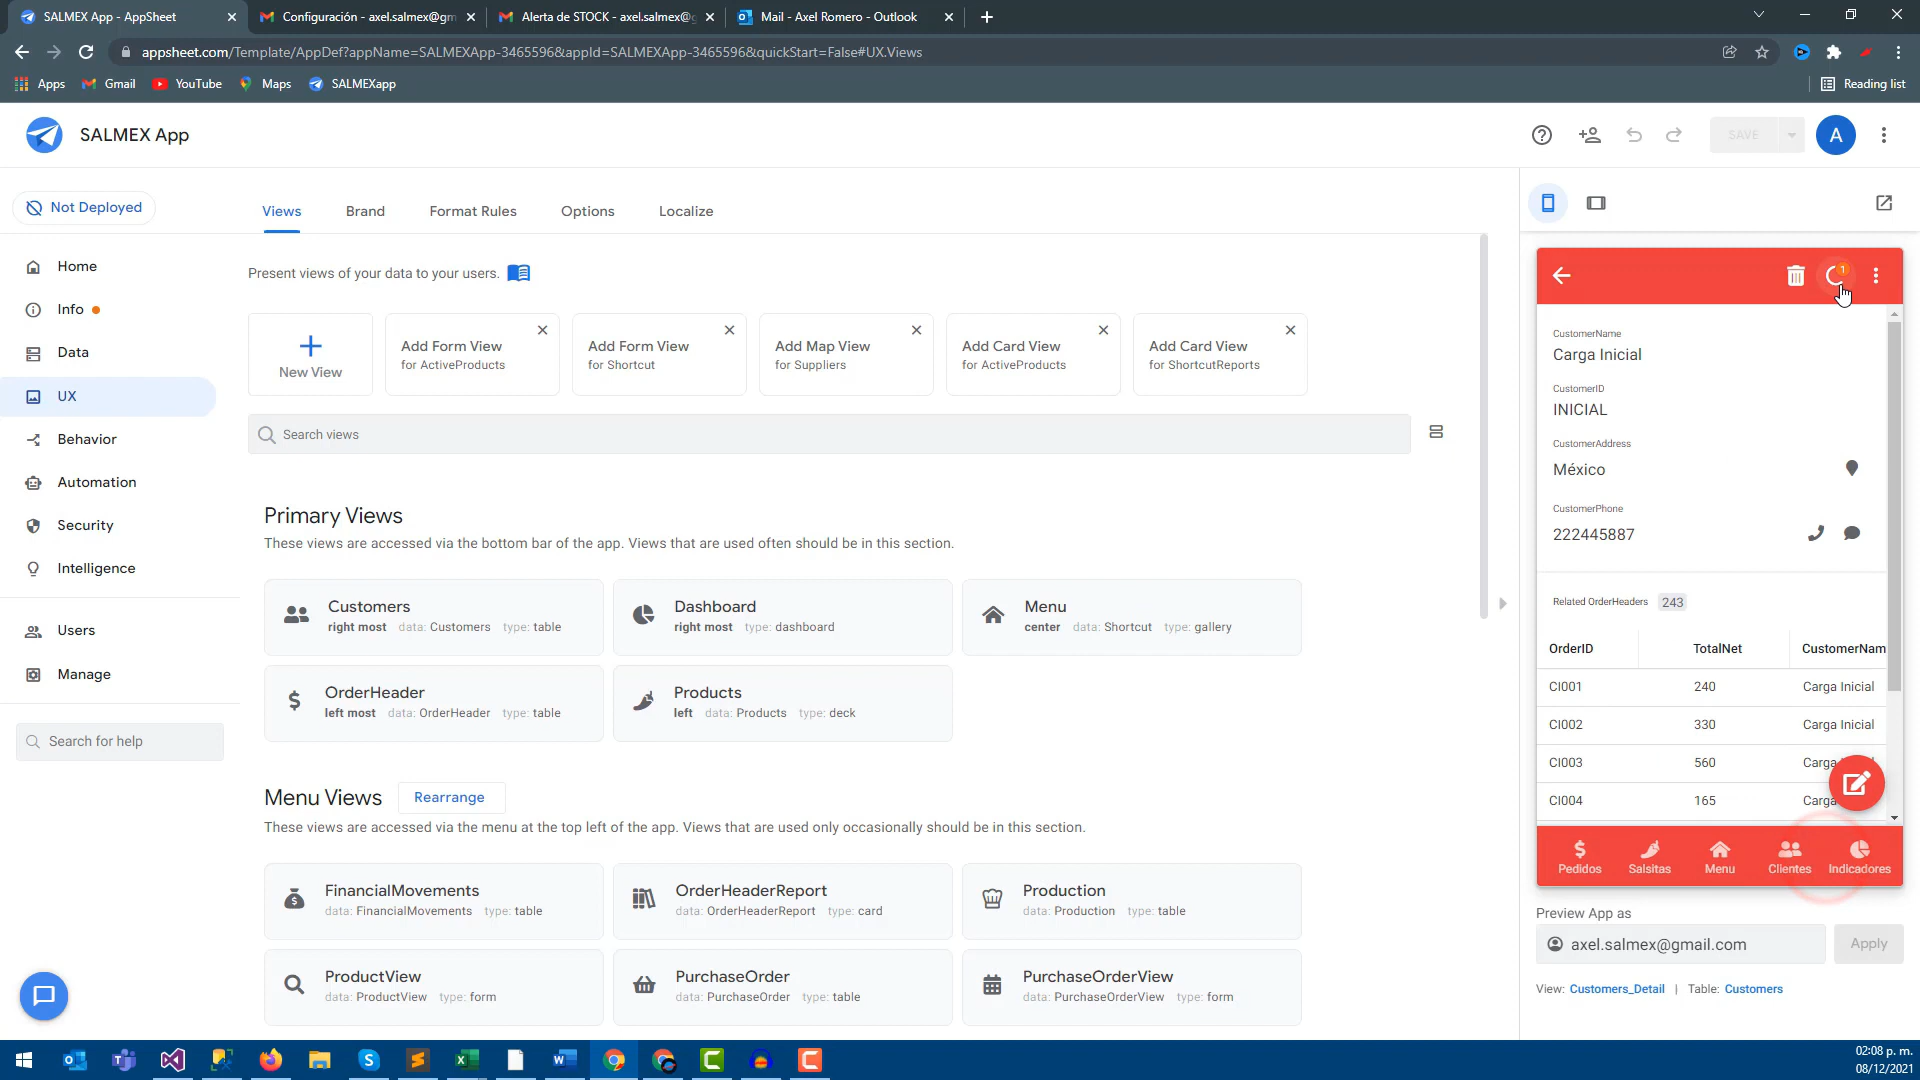 SALMEX App - AppSheet
Configuración - axel.salmex@gm
Alerta de STOCK - axel.salmex@g
Mail - Axel Romero - Outlook
appsheet.com/Template/AppDef?appName=SALMEXApp-3465596&appId=SALMEXApp-3465596&quickStart=False#UX.Views
Apps
Gmail
YouTube
Maps
SALMEXapp
Reading list
SALMEX App
SAVE
A
Not Deployed
Home
Info
Data
UX
Behavior
Automation
Security
Intelligence
Users
Manage
Search for help
Views
Brand
Format Rules
Options
Localize
Present views of your data to your users.
New View
Add Form View
for ActiveProducts
Add Form View
for Shortcut
Add Map View
for Suppliers
Add Card View
for ActiveProducts
Add Card View
for ShortcutReports
Search views
Primary Views
These views are accessed via the bottom bar of the app. Views that are used often should be in this section.
Customers
right most data: Customers type: table
Dashboard
right most type: dashboard
Menu
center data: Shortcut type: gallery
OrderHeader
left most data: OrderHeader type: table
Products
left data: Products type: deck
Menu Views
Rearrange
These views are accessed via the menu at the top left of the app. Views that are used only occasionally should be in this section.
FinancialMovements
data: FinancialMovements type: table
OrderHeaderReport
data: OrderHeaderReport type: card
Production
data: Production type: table
ProductView
data: ProductView type: form
PurchaseOrder
data: PurchaseOrder type: table
PurchaseOrderView
data: PurchaseOrderView type: form
1
CustomerName
Carga Inicial
CustomerID
INICIAL
CustomerAddress
México
CustomerPhone
222445887
Related OrderHeaders 243
OrderID TotalNet CustomerNam
CI001 240 Carga Inicial
CI002 330 Carga Inicial
CI003 560 Carga
CI004 165 Carga
Pedidos
Salsitas
Menu
Clientes
Indicadores
Preview App as
axel.salmex@gmail.com
Apply
View: Customers_Detail | Table: Customers
02:08 p. m.
08/12/2021